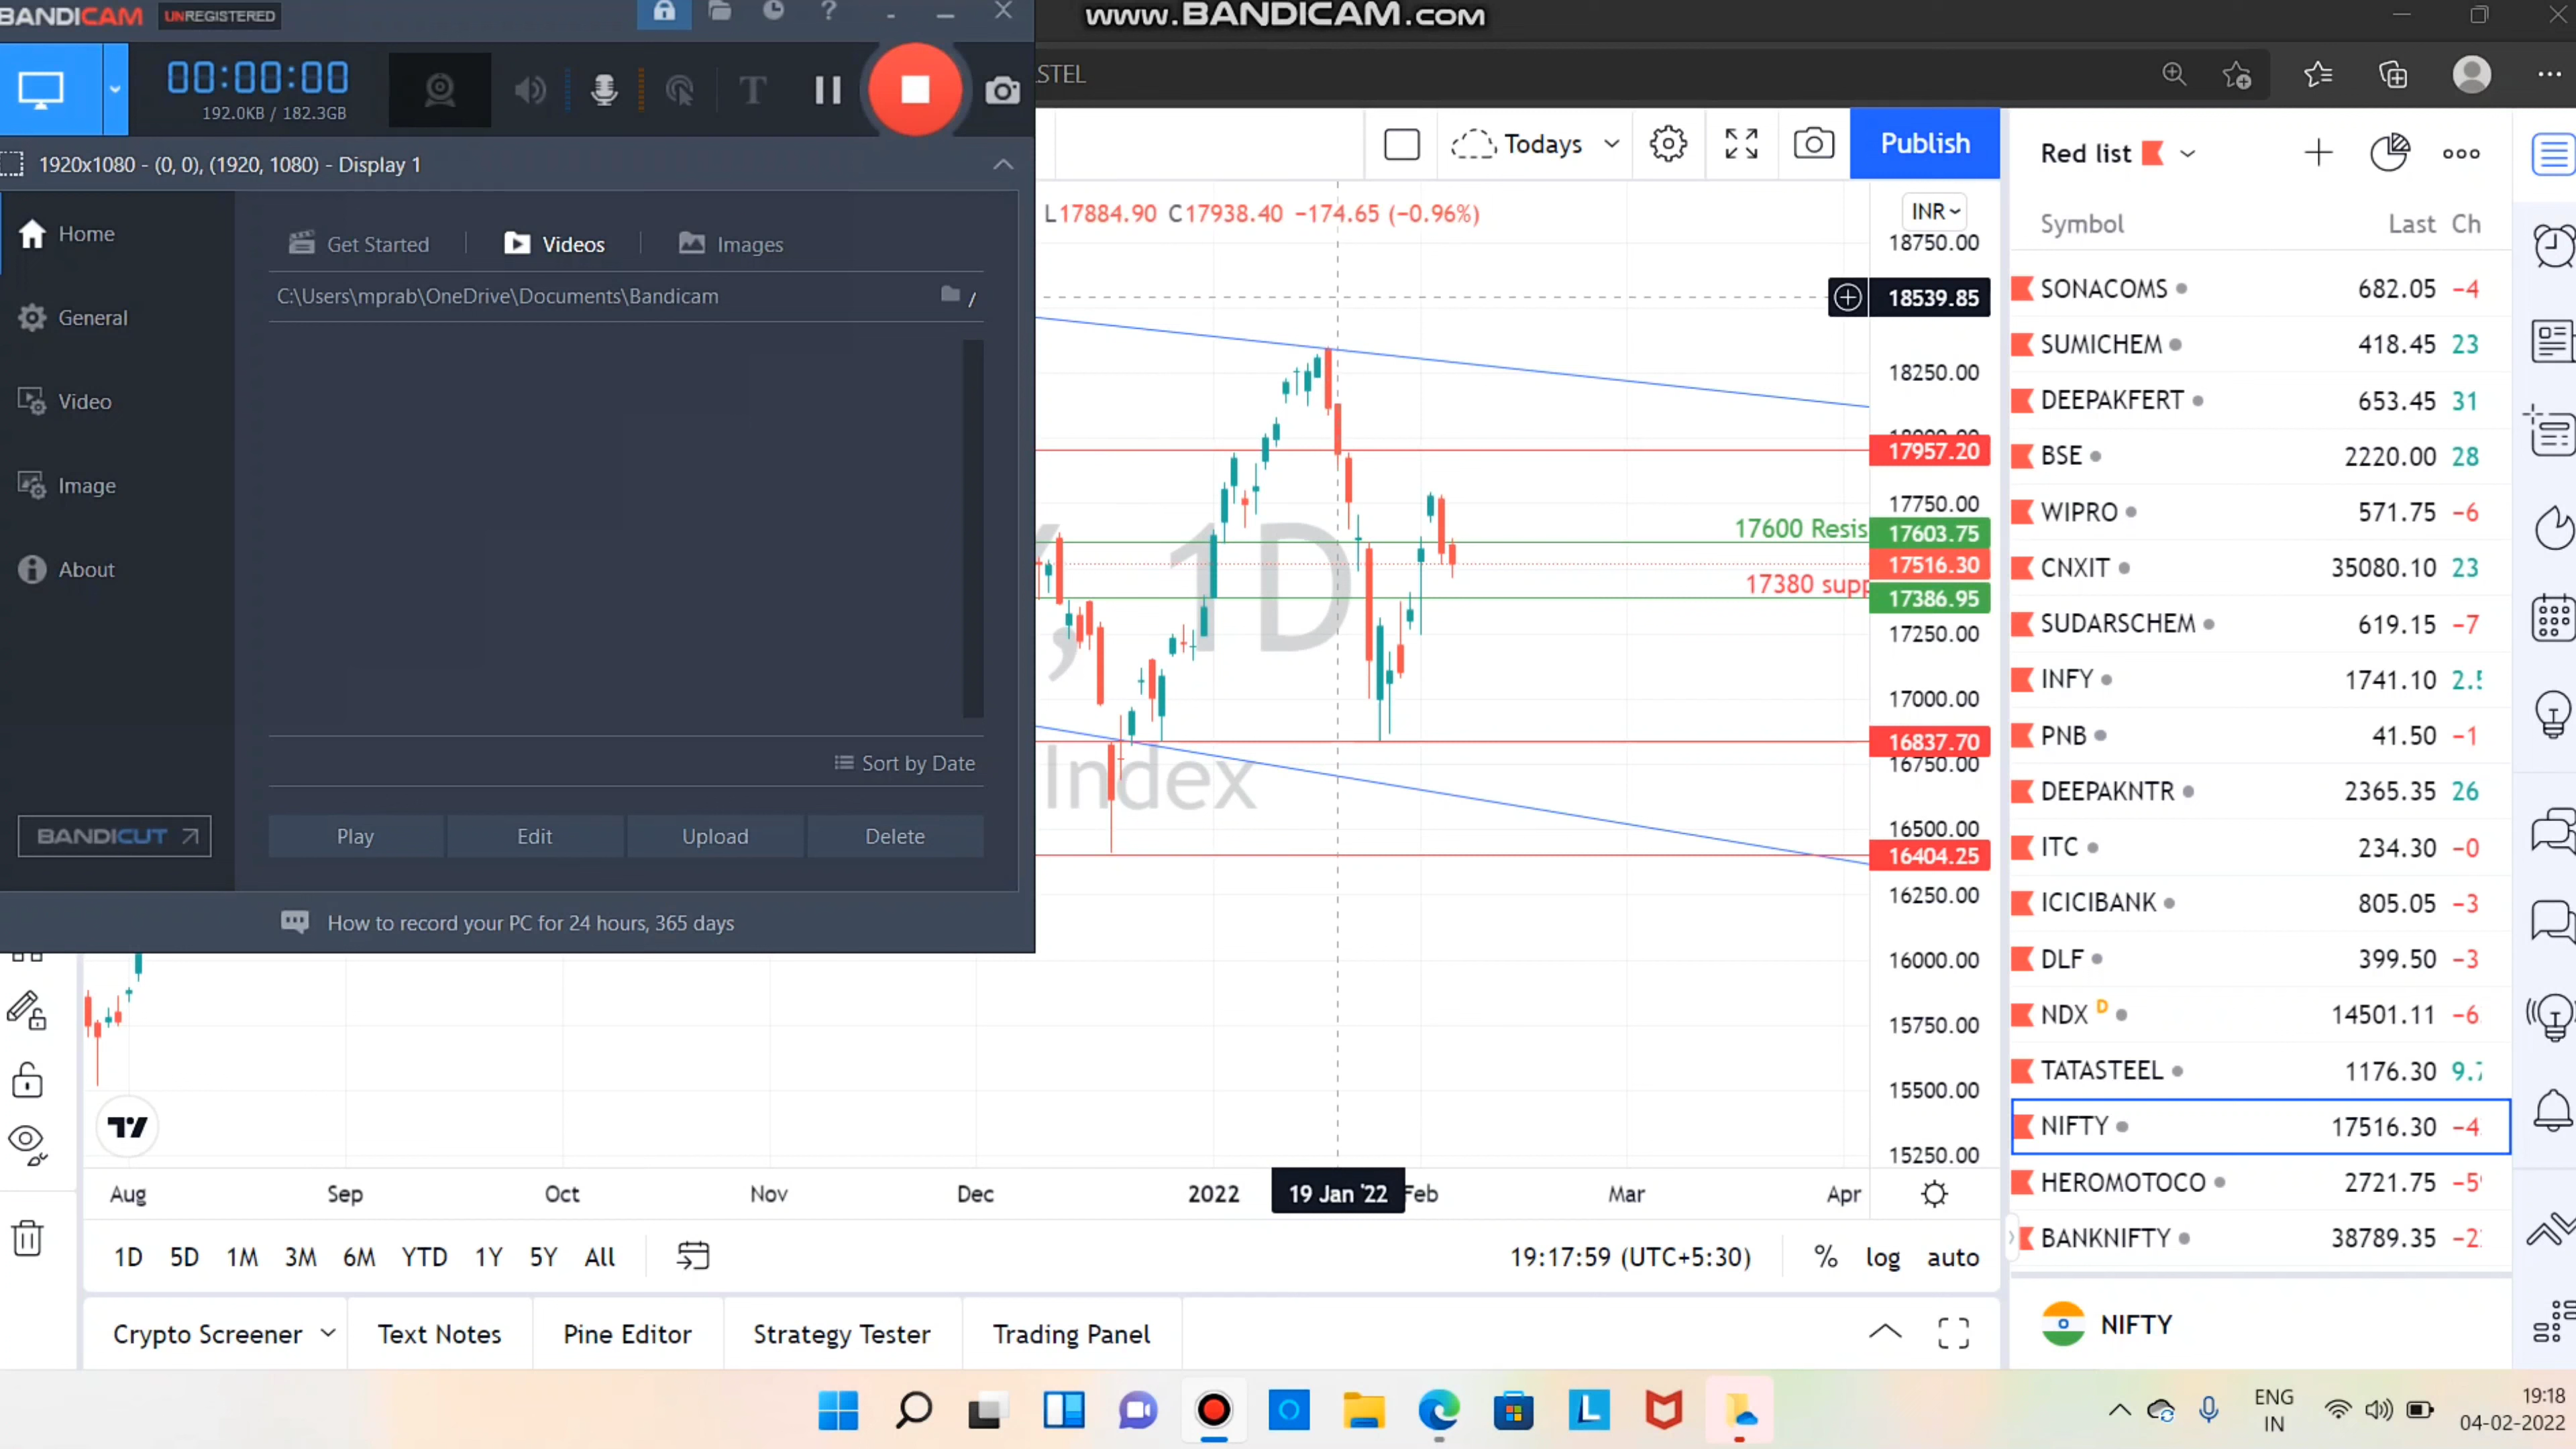 BANDICAM UNREGISTERED
www.BANDICAM.com
00:00:00
192.0KB / 182.3GB
T
STEL
1920x1080 - (0, 0), (1920, 1080) - Display 1
Home
General
Video
Image
About
BANDICUT
Get Started
Videos
Images
C:\Users\mprab\OneDrive\Documents\Bandicam
Sort by Date
Play Edit Upload Delete
How to record your PC for 24 hours, 365 days
Todays
Publish
L17884.90 C17938.40 −174.65 (−0.96%)
INR
18750.00
18539.85
18250.00
17957.20
17750.00
17600 Resis 17603.75
17516.30
17380 supp 17386.95
17250.00
17000.00
16837.70
16750.00
16500.00
16404.25
16250.00
16000.00
15750.00
15500.00
15250.00
, 1D
Index
Aug Sep Oct Nov Dec 2022 19 Jan '22 Feb Mar Apr
1D 5D 1M 3M 6M YTD 1Y 5Y All
19:17:59 (UTC+5:30) % log auto
Crypto Screener Text Notes Pine Editor Strategy Tester Trading Panel
Red list
Symbol Last Ch
SONACOMS 682.05 −4
SUMICHEM 418.45 23
DEEPAKFERT 653.45 31
BSE 2220.00 28
WIPRO 571.75 −6
CNXIT 35080.10 23
SUDARSCHEM 619.15 −7
INFY 1741.10 2.5
PNB 41.50 −1
DEEPAKNTR 2365.35 26
ITC 234.30 −0
ICICIBANK 805.05 −3
DLF 399.50 −3
NDX D 14501.11 −6
TATASTEEL 1176.30 9.7
NIFTY 17516.30 −4
HEROMOTOCO 2721.75 −5
BANKNIFTY 38789.35 −2
NIFTY
ENG
IN
19:18
04-02-2022